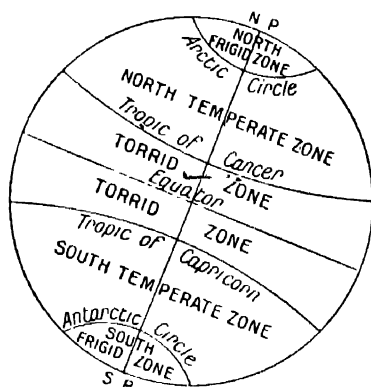 N P
NORTH
FRIGID ZONE
Arctic Circle
NORTH TEMPERATE ZONE
Tropic of Cancer
TORRID ZONE
Equator
TORRID ZONE
Tropic of Capricorn
SOUTH TEMPERATE ZONE
Antarctic Circle
SOUTH
FRIGID ZONE
S P